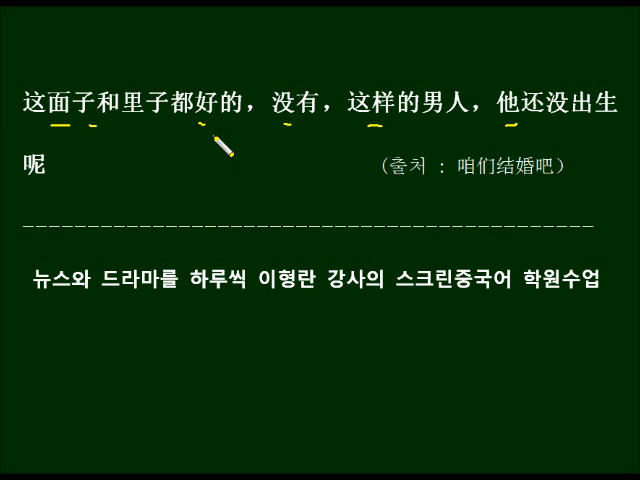 这面子和里子都好的，没有，这样的男人，他还没出生
呢 (출처 : 咱们结婚吧)
뉴스와 드라마를 하루씩 이형란 강사의 스크린중국어 학원수업